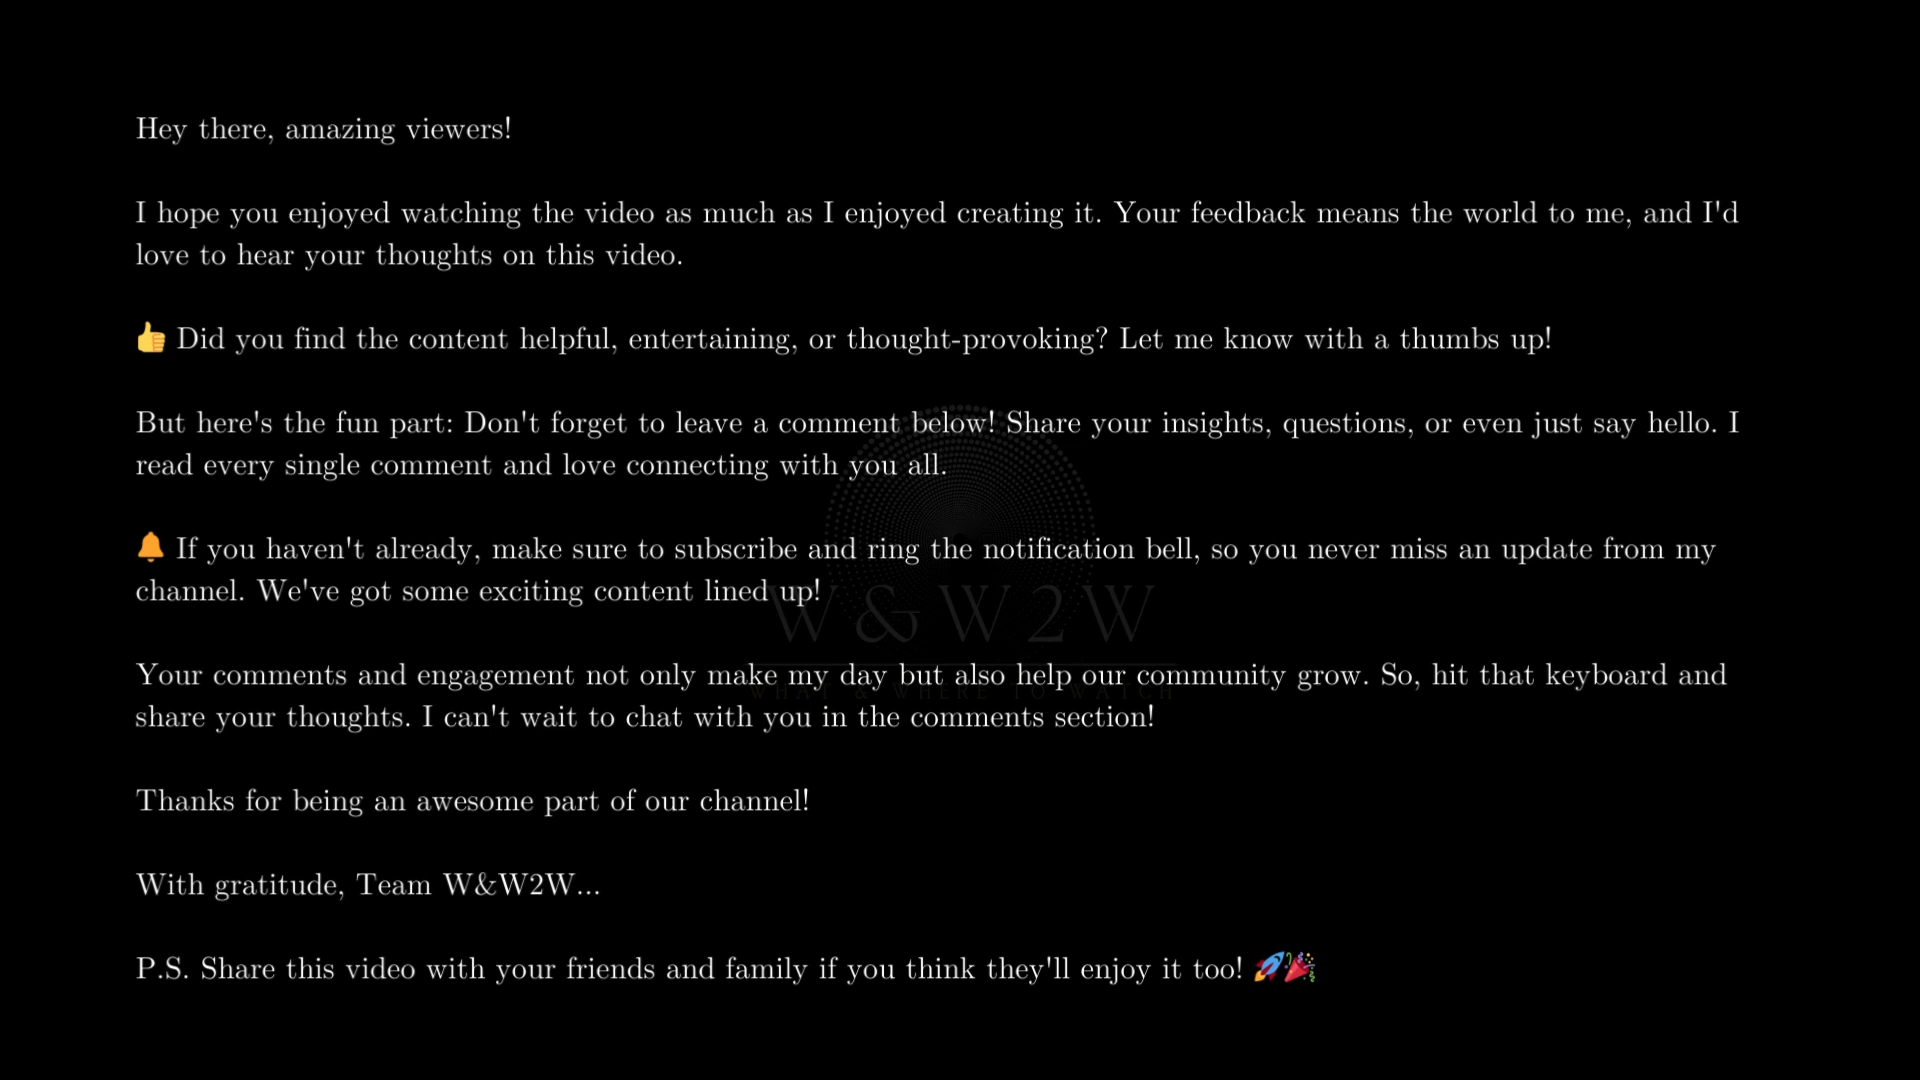 Hey there, amazing viewers!
I hope you enjoyed watching the video as much as I enjoyed creating it. Your feedback means the world to me, and I'd
love to hear your thoughts on this video.
👍 Did you find the content helpful, entertaining, or thought-provoking? Let me know with a thumbs up!
But here's the fun part: Don't forget to leave a comment below! Share your insights, questions, or even just say hello. I
read every single comment and love connecting with you all.
🔔 If you haven't already, make sure to subscribe and ring the notification bell, so you never miss an update from my
channel. We've got some exciting content lined up!
W&W2W
Your comments and engagement not only make my day but also help our community grow. So, hit that keyboard and
WHAT & WHERE TO WATCH
share your thoughts. I can't wait to chat with you in the comments section!
Thanks for being an awesome part of our channel!
With gratitude, Team W&W2W...
P.S. Share this video with your friends and family if you think they'll enjoy it too! 🚀🎉